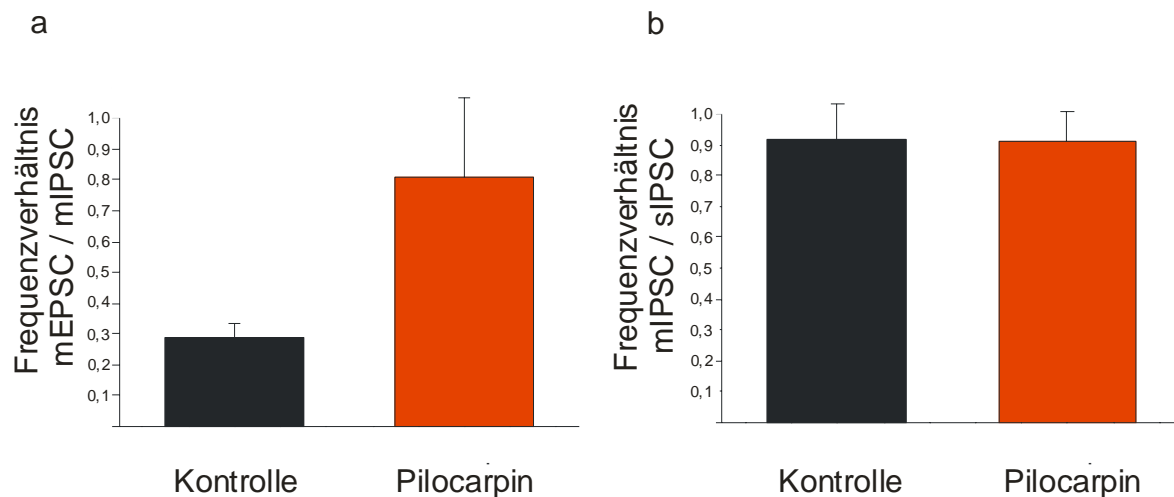 a
Frequenzverhältnis
mEPSC / mIPSC
1,0
0,9
0,8
0,7
0,6
0,5
0,4
0,3
0,2
0,1
Kontrolle
Pilocarpin
b
Frequenzverhältnis
mIPSC / sIPSC
1,0
0,9
0,8
0,7
0,6
0,5
0,4
0,3
0,2
0,1
Kontrolle
Pilocarpin